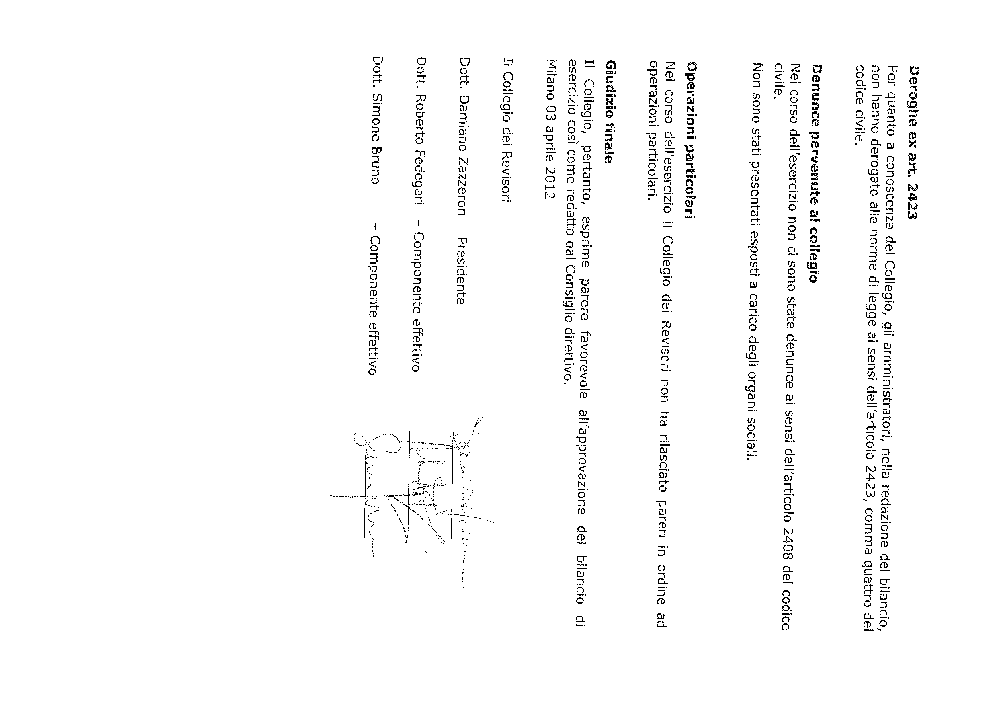 Deroghe ex art. 2423
Per quanto a conoscenza del Collegio, gli amministratori, nella redazione del bilancio,
non hanno derogato alle norme di legge ai sensi dell'articolo 2423, comma quattro del
codice civile.
Denunce pervenute al collegio
Nel corso dell'esercizio non ci sono state denunce ai sensi dell'articolo 2408 del codice
civile.
Non sono stati presentati esposti a carico degli organi sociali.
Operazioni particolari
Nel corso dell'esercizio il Collegio dei Revisori non ha rilasciato pareri in ordine ad
operazioni particolari.
Giudizio finale
Il Collegio, pertanto, esprime parere favorevole all'approvazione del bilancio di
esercizio così come redatto dal Consiglio direttivo.
Milano 03 aprile 2012
Il Collegio dei Revisori
Dott. Damiano Zazzeron – Presidente
Dott. Roberto Fedegari – Componente effettivo
Dott. Simone Bruno – Componente effettivo